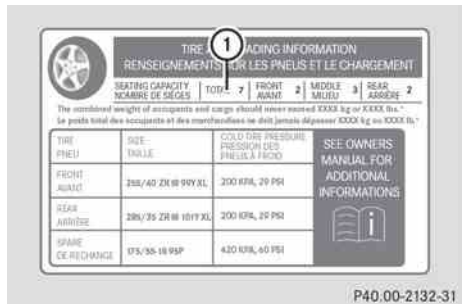 1
TIRE AND LOADING INFORMATION
RENSEIGNEMENTS SUR LES PNEUS ET LE CHARGEMENT
SEATING CAPACITY TOTAL 7 FRONT 2 MIDDLE 3 REAR 2
NOMBRE DE SIÈGES AVANT MILIEU ARRIÈRE
The combined weight of occupants and cargo should never exceed XXXX kg or XXXX lbs.*
Le poids total des occupants et des marchandises ne doit jamais dépasser XXXX kg ou XXXX lb.*
TIRE SIZE COLD TIRE PRESSURE SEE OWNERS
PNEU TAILLE PRESSION DES MANUAL FOR
PNEUS À FROID ADDITIONAL
INFORMATIONS
FRONT
AVANT 255/40 ZR18 99Y XL 200 KPA, 29 PSI
REAR
ARRIÈRE 285/35 ZR18 101Y XL 200 KPA, 29 PSI
SPARE
DE RECHANGE 175/55-18 95P 420 KPA, 60 PSI
i
P40.00-2132-31